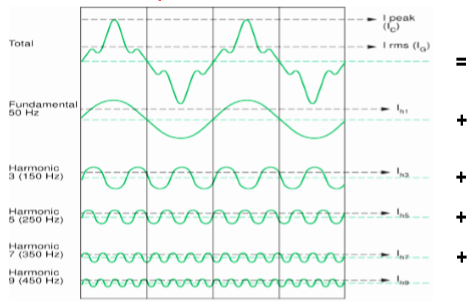 I peak
(I_C)
Total
I rms (I_G)
=
Fundamental
50 Hz
I_h1
+
Harmonic
3 (150 Hz)
I_h3
+
Harmonic
5 (250 Hz)
I_h5
+
Harmonic
7 (350 Hz)
I_h7
+
Harmonic
9 (450 Hz)
I_h9